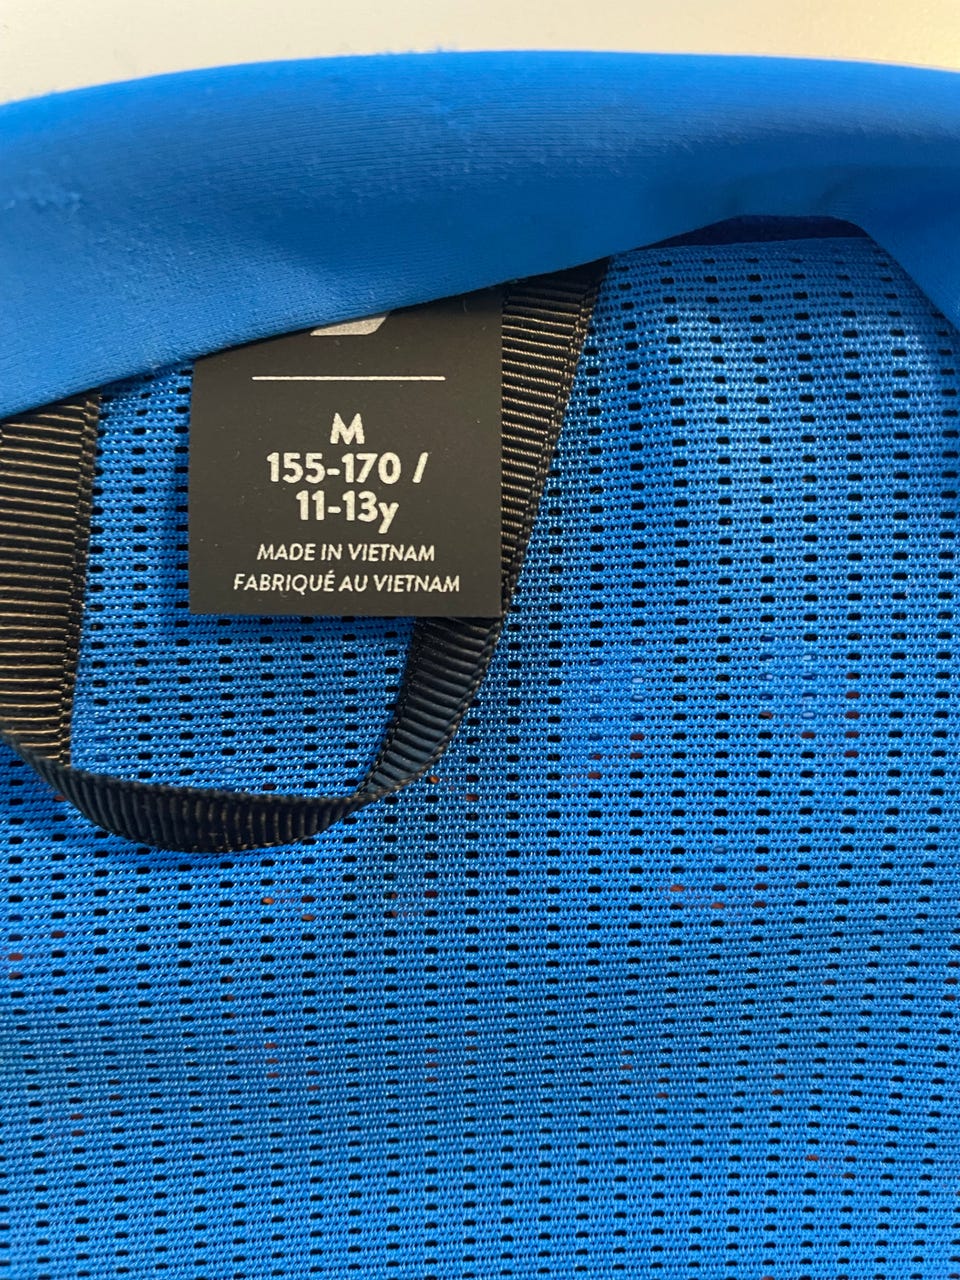 M
155-170 /
11-13y
MADE IN VIETNAM
FABRIQUÉ AU VIETNAM